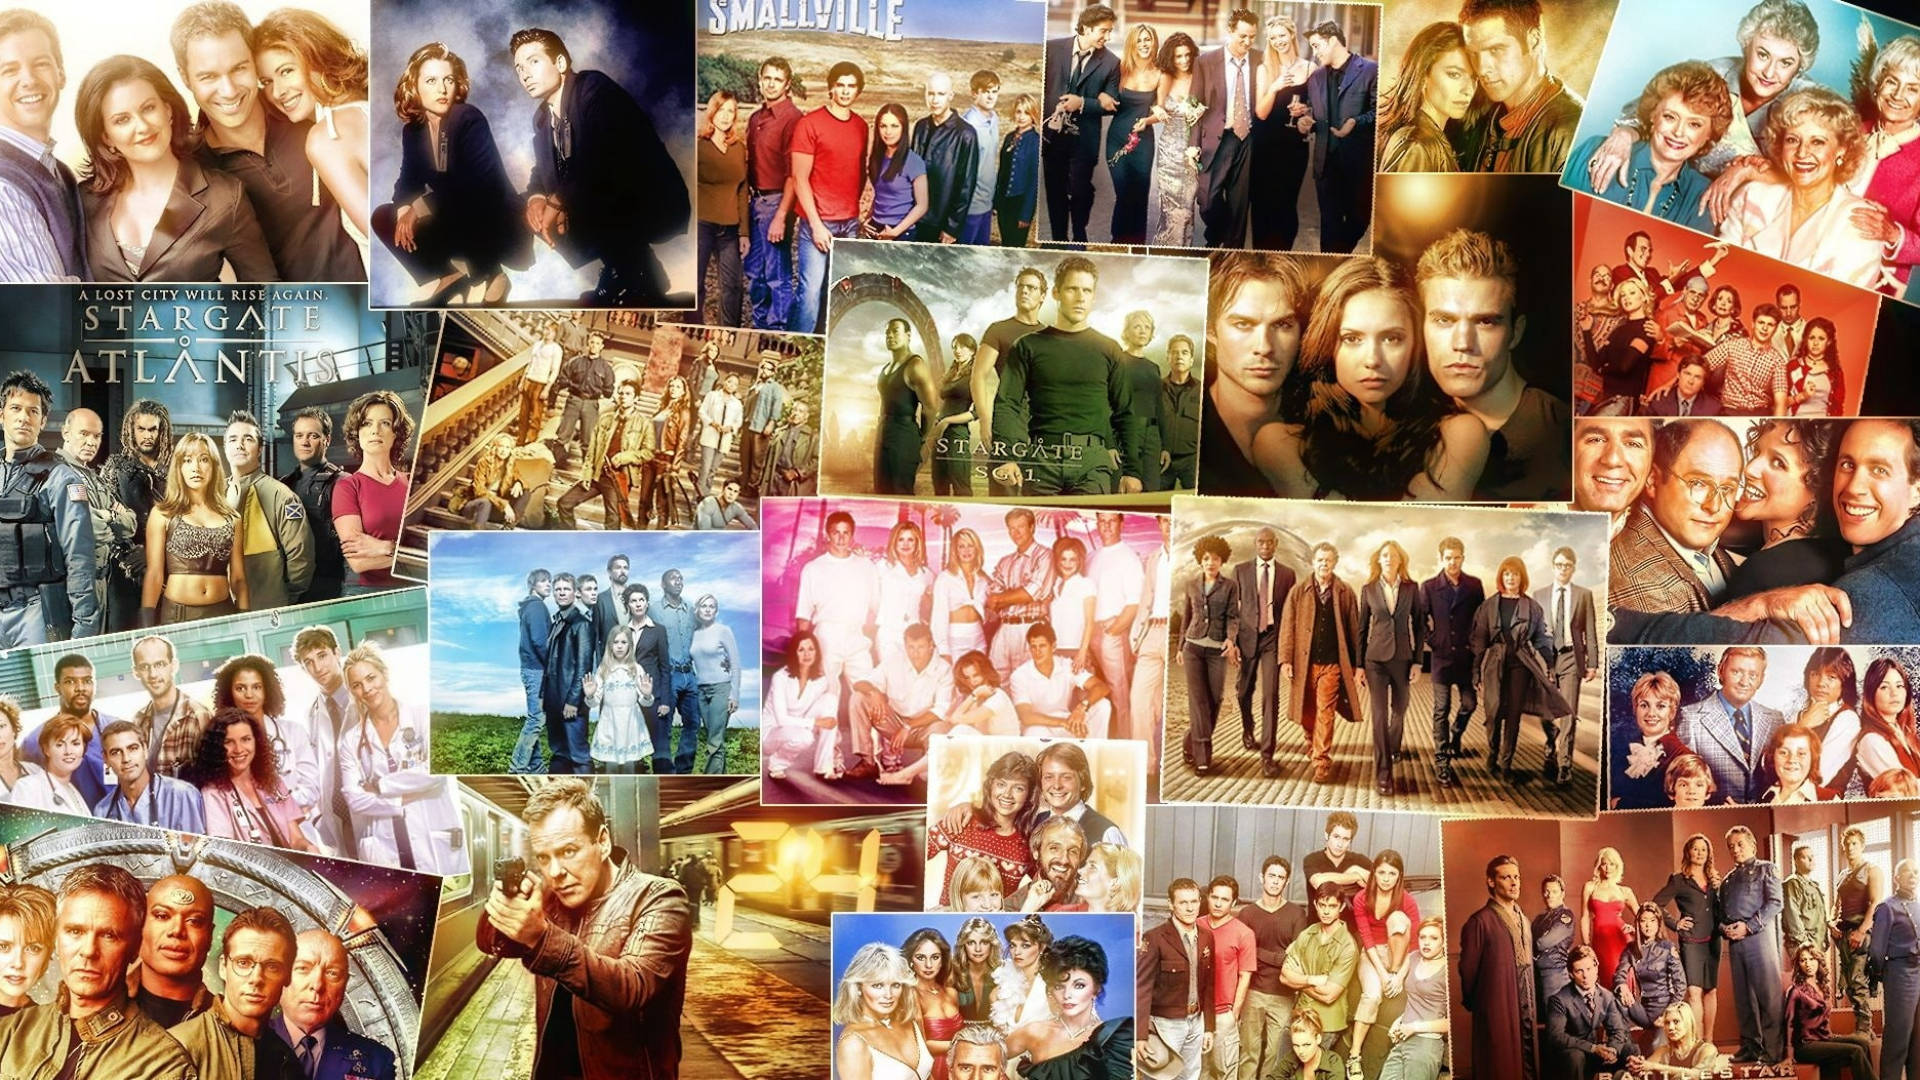 SMALLVILLE
A LOST CITY WILL RISE AGAIN.
STARGATE
ATLANTIS
STARGATE
SG·1.
24
BATTLESTAR